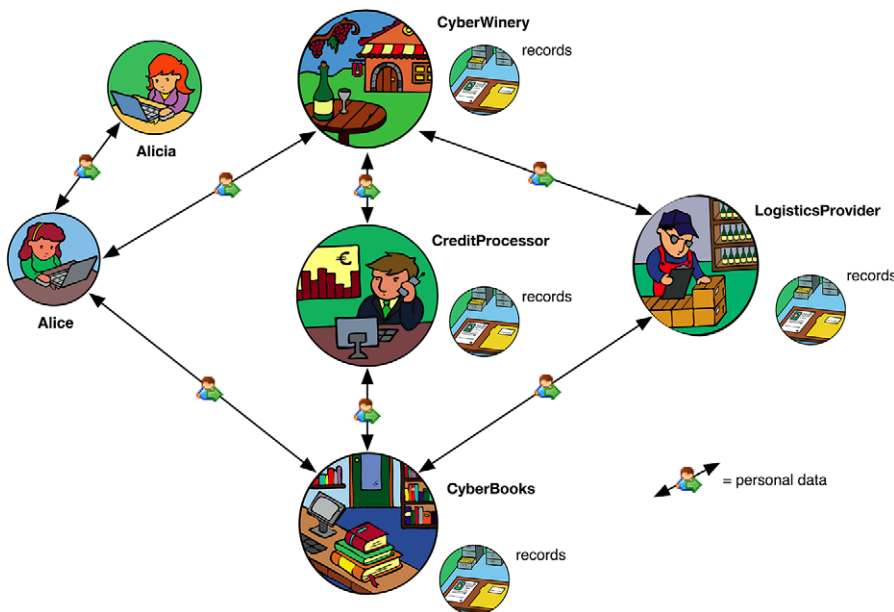 CyberWinery
records
Alicia
LogisticsProvider
CreditProcessor
€
records
records
Alice
CyberBooks
= personal data
records